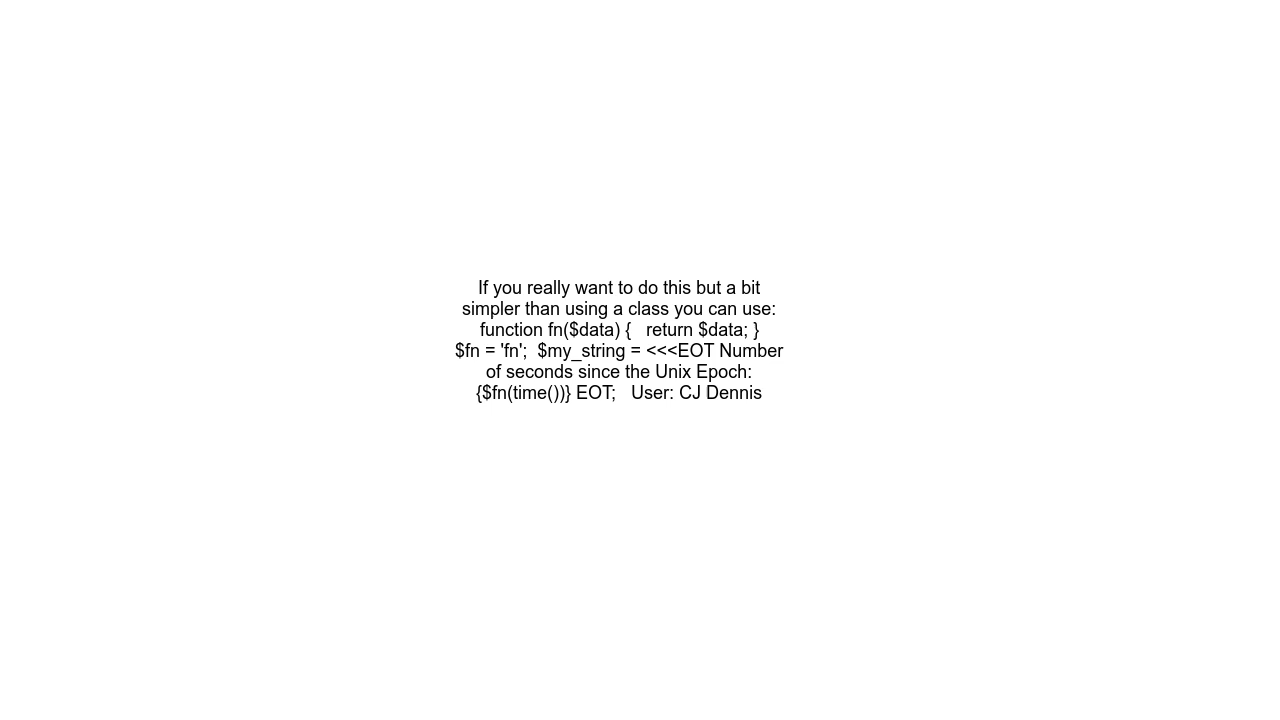 If you really want to do this but a bit
simpler than using a class you can use:
function fn($data) {   return $data; }
$fn = 'fn';  $my_string = <<<EOT Number
of seconds since the Unix Epoch:
{$fn(time())} EOT;   User: CJ Dennis